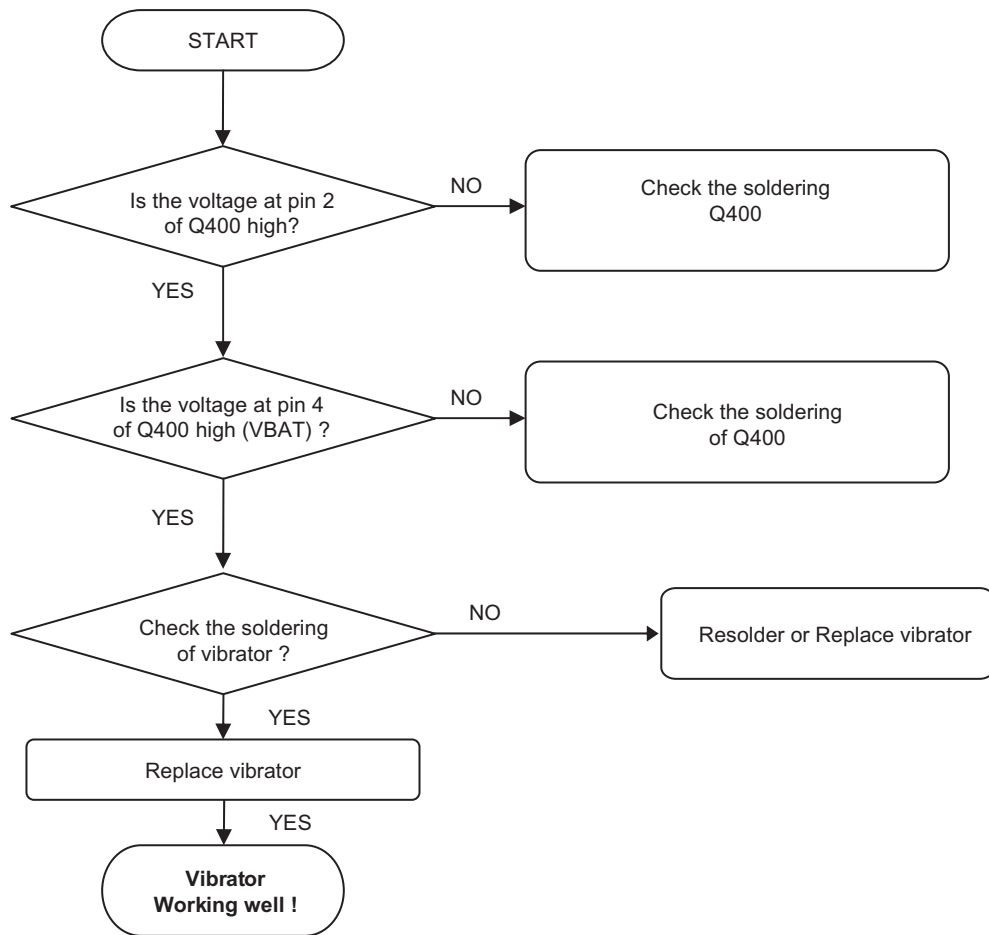 START
Is the voltage at pin 2
of Q400 high?
NO
Check the soldering
Q400
YES
Is the voltage at pin 4
of Q400 high (VBAT) ?
NO
Check the soldering
of Q400
YES
Check the soldering
of vibrator ?
NO
Resolder or Replace vibrator
YES
Replace vibrator
YES
Vibrator
Working well !